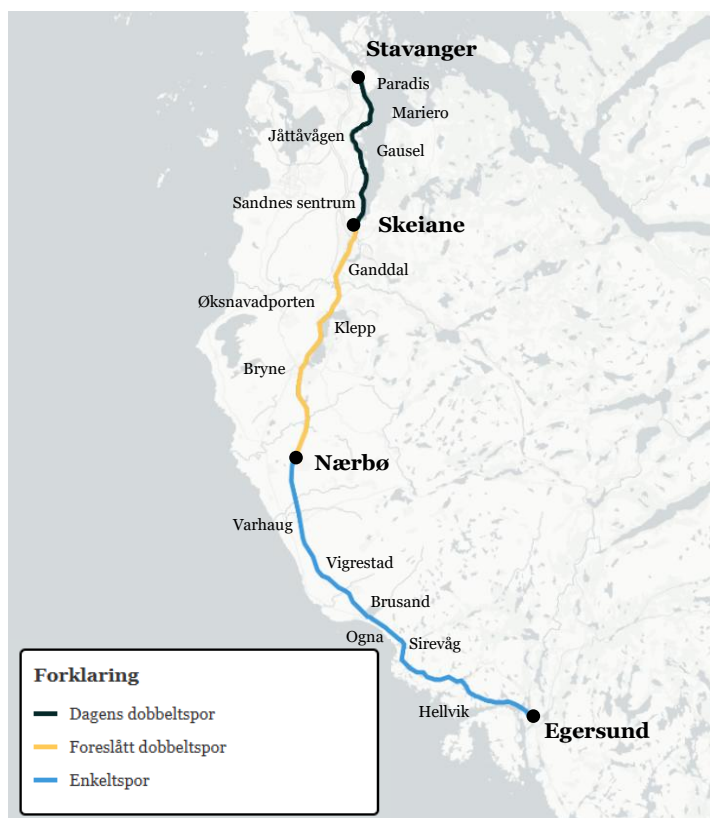 Stavanger
Paradis
Mariero
Jåttåvågen
Gausel
Sandnes sentrum
Skeiane
Ganddal
Øksnavadporten
Klepp
Bryne
Nærbø
Varhaug
Vigrestad
Brusand
Ogna
Sirevåg
Hellvik
Egersund
Forklaring
Dagens dobbeltspor
Foreslått dobbeltspor
Enkeltspor